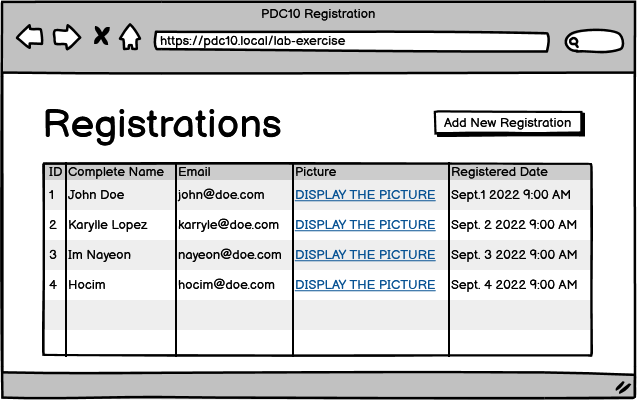 PDC10 Registration
https://pdc10.local/lab-exercise
Registrations
Add New Registration
ID Complete Name Email Picture Registered Date
1 John Doe john@doe.com DISPLAY THE PICTURE Sept.1 2022 9:00 AM
2 Karylle Lopez karryle@doe.com DISPLAY THE PICTURE Sept. 2 2022 9:00 AM
3 Im Nayeon nayeon@doe.com DISPLAY THE PICTURE Sept. 3 2022 9:00 AM
4 Hocim hocim@doe.com DISPLAY THE PICTURE Sept. 4 2022 9:00 AM